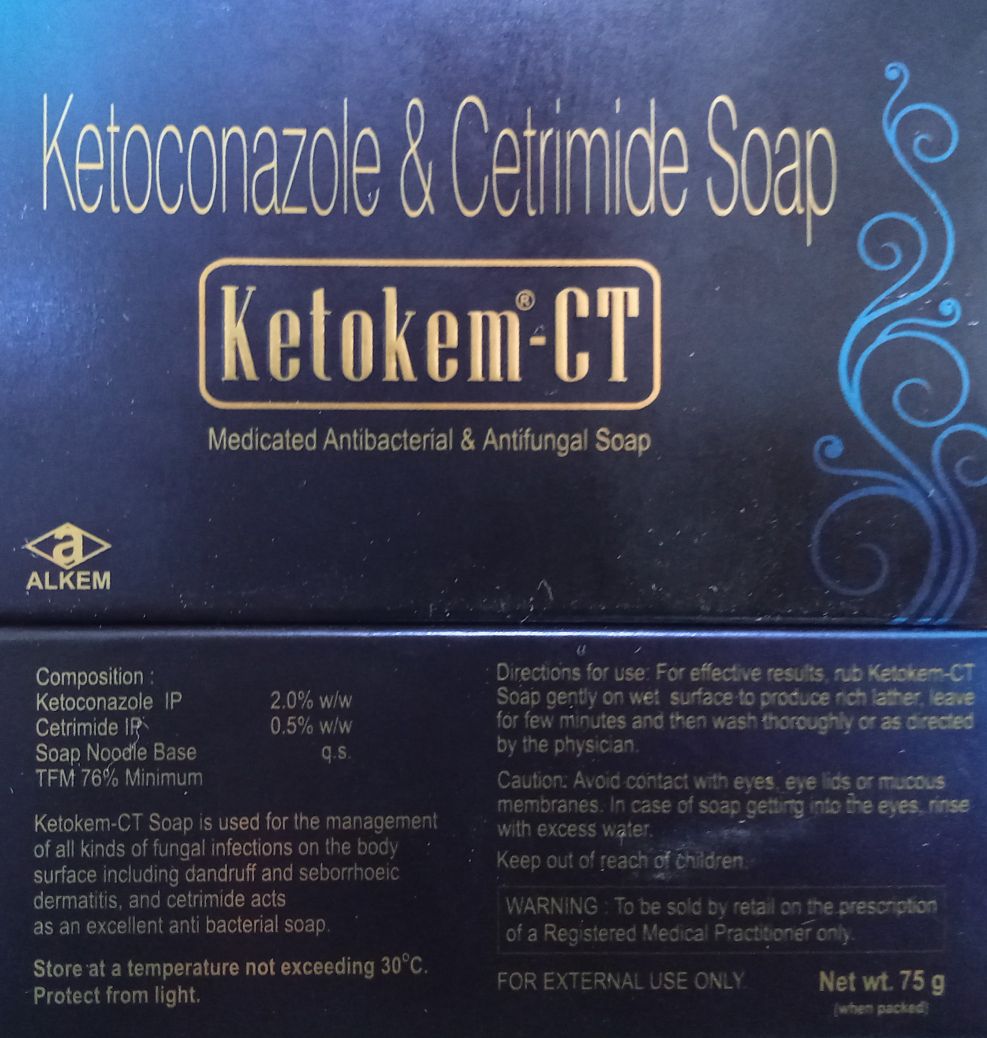 Ketoconazole & Cetrimide Soap
Ketokem®-CT
Medicated Antibacterial & Antifungal Soap
a
ALKEM
Composition :
Ketoconazole IP 2.0% w/w
Cetrimide IP 0.5% w/w
Soap Noodle Base q.s.
TFM 76% Minimum
Ketokem-CT Soap is used for the management
of all kinds of fungal infections on the body
surface including dandruff and seborrhoeic
dermatitis, and cetrimide acts
as an excellent anti bacterial soap.
Store at a temperature not exceeding 30°C.
Protect from light.
Directions for use: For effective results, rub Ketokem-CT
Soap gently on wet surface to produce rich lather, leave
for few minutes and then wash thoroughly or as directed
by the physician.
Caution: Avoid contact with eyes, eye lids or mucous
membranes. In case of soap getting into the eyes, rinse
with excess water.
Keep out of reach of children.
WARNING : To be sold by retail on the prescription
of a Registered Medical Practitioner only.
FOR EXTERNAL USE ONLY.
Net wt. 75 g
(when packed)